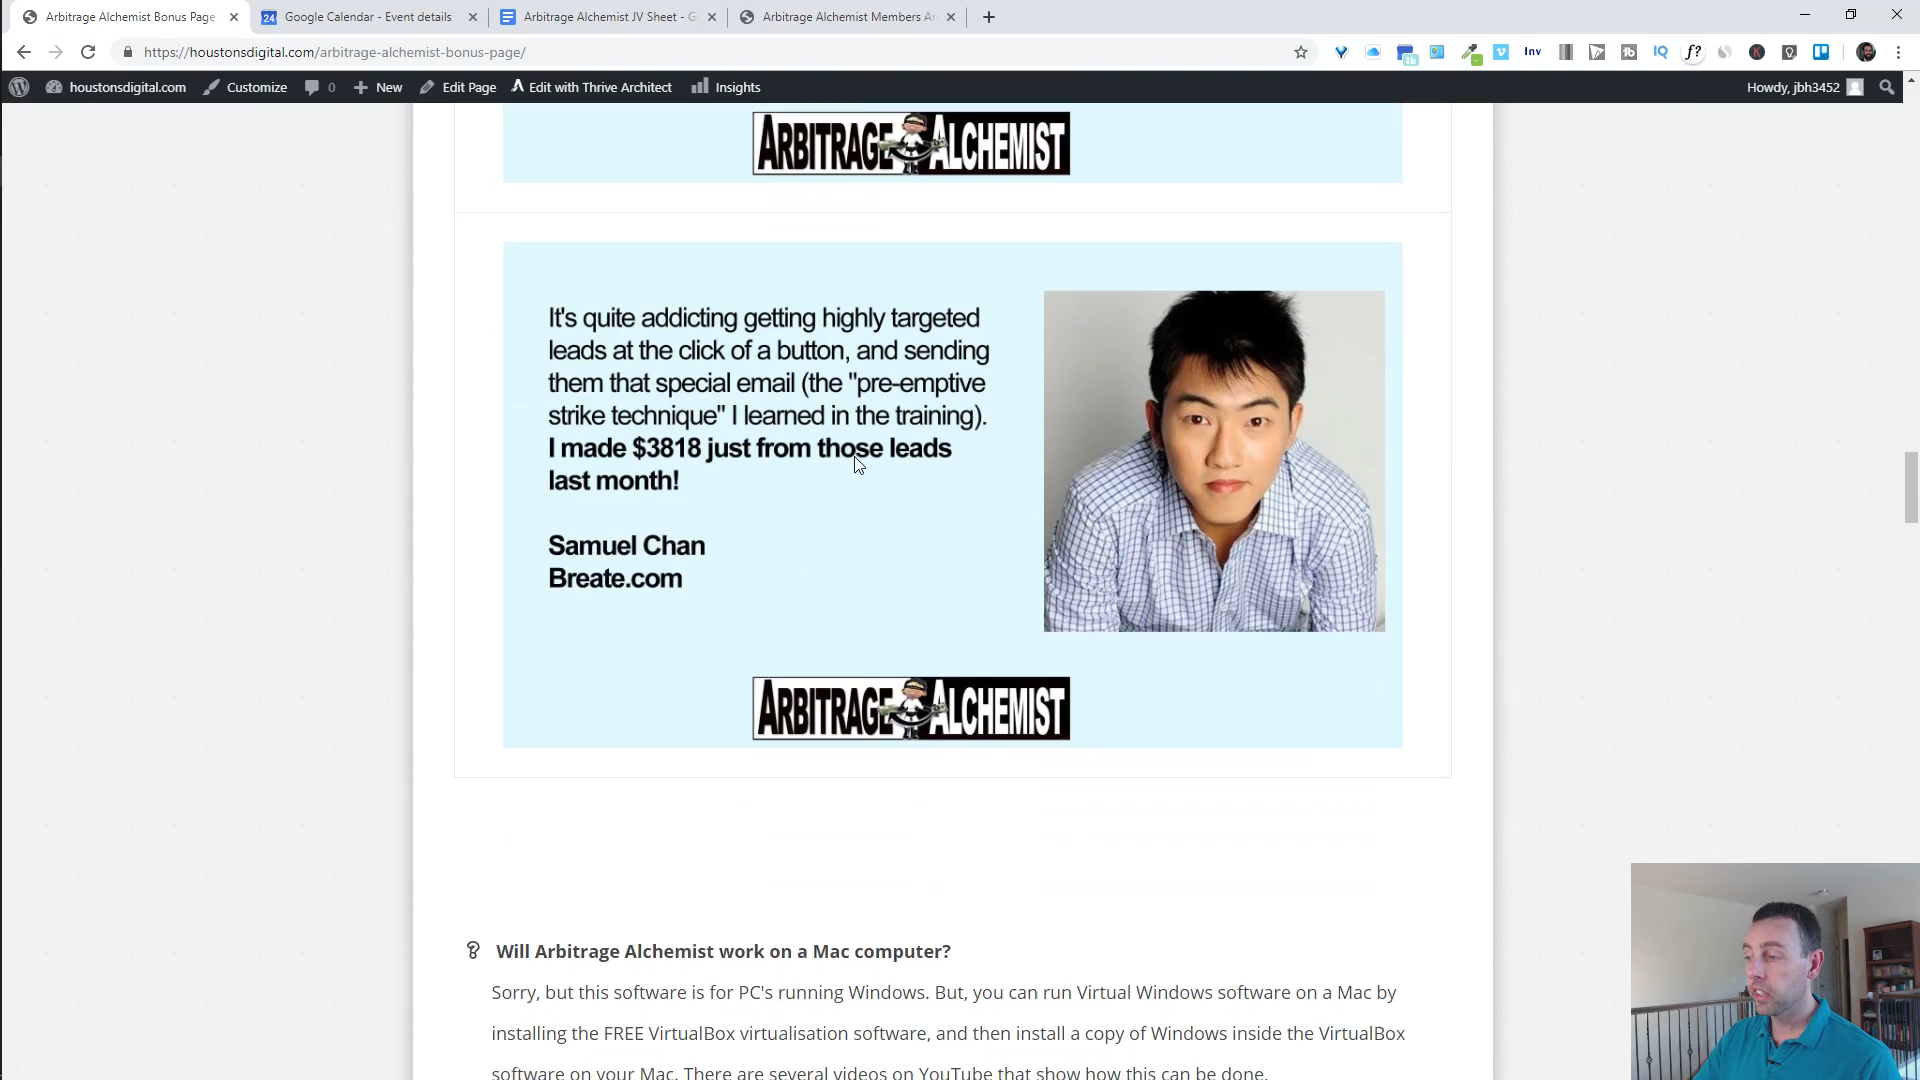 Arbitrage Alchemist Bonus Page
Google Calendar - Event details
Arbitrage Alchemist JV Sheet - G
Arbitrage Alchemist Members Ar
https://houstonsdigital.com/arbitrage-alchemist-bonus-page/
houstonsdigital.com
Customize
0
New
Edit Page
Edit with Thrive Architect
Insights
Howdy, jbh3452
ARBITRAGE ALCHEMIST
It's quite addicting getting highly targeted
leads at the click of a button, and sending
them that special email (the "pre-emptive
strike technique" I learned in the training).
I made $3818 just from those leads
last month!
Samuel Chan
Breate.com
ARBITRAGE ALCHEMIST
Will Arbitrage Alchemist work on a Mac computer?
Sorry, but this software is for PC's running Windows. But, you can run Virtual Windows software on a Mac by
installing the FREE VirtualBox virtualisation software, and then install a copy of Windows inside the VirtualBox
software on your Mac. There are several videos on YouTube that show how this can be done.